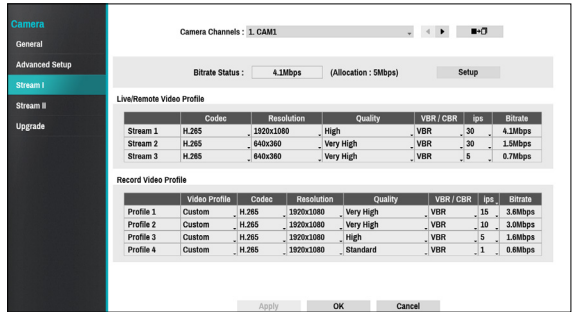 Camera
General
Advanced Setup
Stream I
Stream II
Upgrade
Camera Channels : 1. CAM1
Bitrate Status : 4.1Mbps (Allocation : 5Mbps) Setup
Live/Remote Video Profile
Codec Resolution Quality VBR / CBR ips Bitrate
Stream 1 H.265 1920x1080 High VBR 30 4.1Mbps
Stream 2 H.265 640x360 Very High VBR 30 1.5Mbps
Stream 3 H.265 640x360 Very High VBR 5 0.7Mbps
Record Video Profile
Video Profile Codec Resolution Quality VBR / CBR ips Bitrate
Profile 1 Custom H.265 1920x1080 Very High VBR 15 3.6Mbps
Profile 2 Custom H.265 1920x1080 Very High VBR 10 3.0Mbps
Profile 3 Custom H.265 1920x1080 High VBR 5 1.6Mbps
Profile 4 Custom H.265 1920x1080 Standard VBR 1 0.6Mbps
Apply OK Cancel